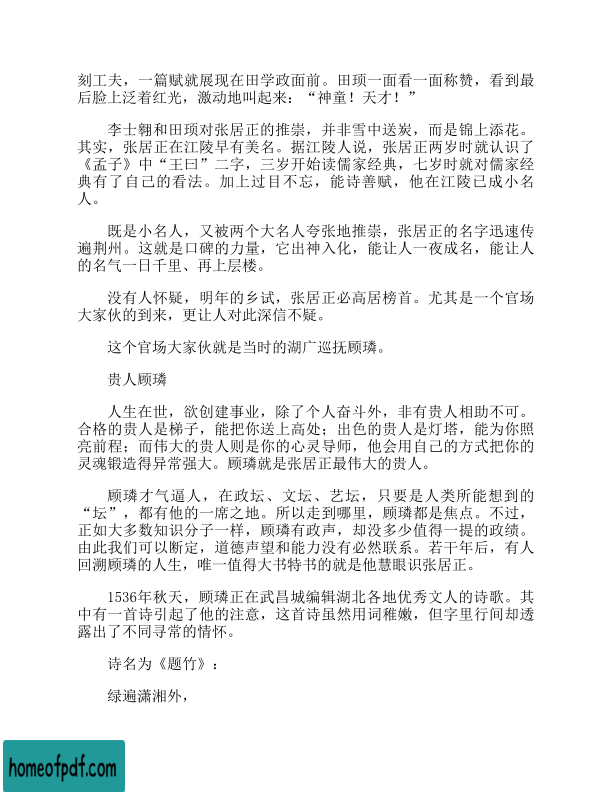 刻工夫，一篇赋就展现在田学政面前。田顼一面看一面称赞，看到最
后脸上泛着红光，激动地叫起来：“神童！天才！”
李士翱和田顼对张居正的推崇，并非雪中送炭，而是锦上添花。
其实，张居正在江陵早有美名。据江陵人说，张居正两岁时就认识了
《孟子》中“王曰”二字，三岁开始读儒家经典，七岁时就对儒家经
典有了自己的看法。加上过目不忘，能诗善赋，他在江陵已成小名
人。
既是小名人，又被两个大名人夸张地推崇，张居正的名字迅速传
遍荆州。这就是口碑的力量，它出神入化，能让人一夜成名，能让人
的名气一日千里、再上层楼。
没有人怀疑，明年的乡试，张居正必高居榜首。尤其是一个官场
大家伙的到来，更让人对此深信不疑。
这个官场大家伙就是当时的湖广巡抚顾璘。
贵人顾璘
人生在世，欲创建事业，除了个人奋斗外，非有贵人相助不可。
合格的贵人是梯子，能把你送上高处；出色的贵人是灯塔，能为你照
亮前程；而伟大的贵人则是你的心灵导师，他会用自己的方式把你的
灵魂锻造得异常强大。顾璘就是张居正最伟大的贵人。
顾璘才气逼人，在政坛、文坛、艺坛，只要是人类所能想到的
“坛”，都有他的一席之地。所以走到哪里，顾璘都是焦点。不过，
正如大多数知识分子一样，顾璘有政声，却没多少值得一提的政绩。
由此我们可以断定，道德声望和能力没有必然联系。若干年后，有人
回溯顾璘的人生，唯一值得大书特书的就是他慧眼识张居正。
1536年秋天，顾璘正在武昌城编辑湖北各地优秀文人的诗歌。其
中有一首诗引起了他的注意，这首诗虽然用词稚嫩，但字里行间却透
露出了不同寻常的情怀。
诗名为《题竹》：
绿遍潇湘外，
homeofpdf.com